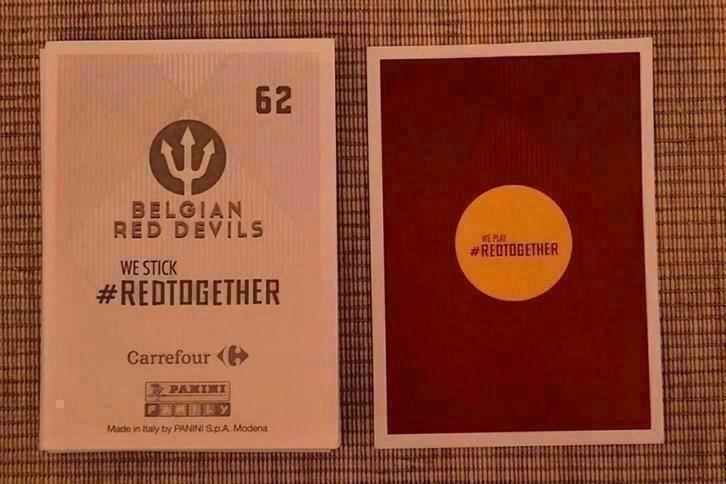 62
BELGIAN
RED DEVILS
WE STICK
#REDTOGETHER
Carrefour
PANINI
FAMILY
Made in Italy by PANINI S.p.A. Modena
WE PLAY
#REDTOGETHER